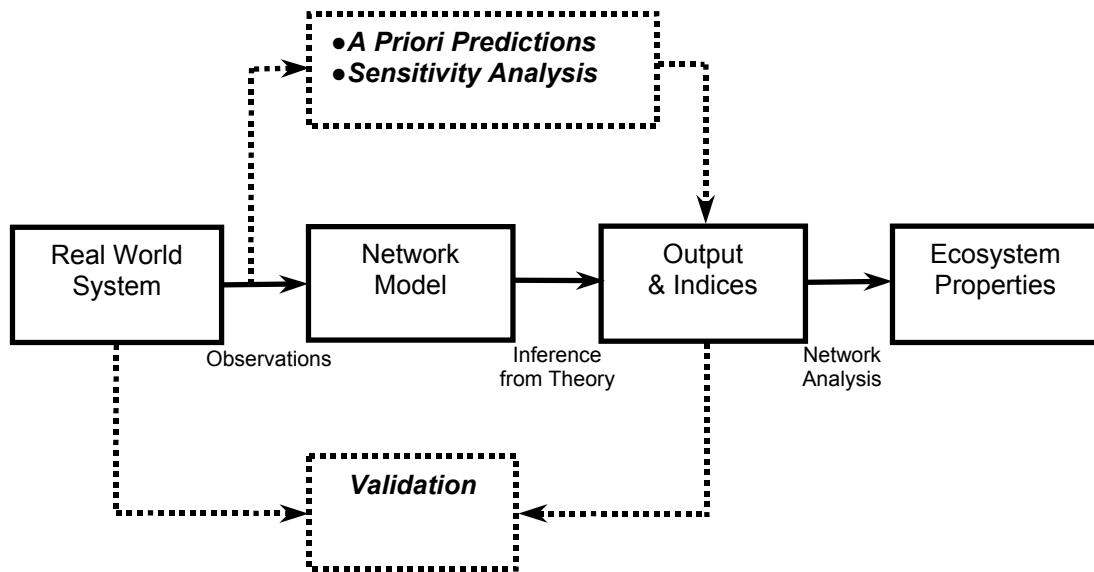 ●A Priori Predictions
●Sensitivity Analysis
Real World
System
Network
Model
Output
& Indices
Ecosystem
Properties
Observations
Inference
from Theory
Network
Analysis
Validation